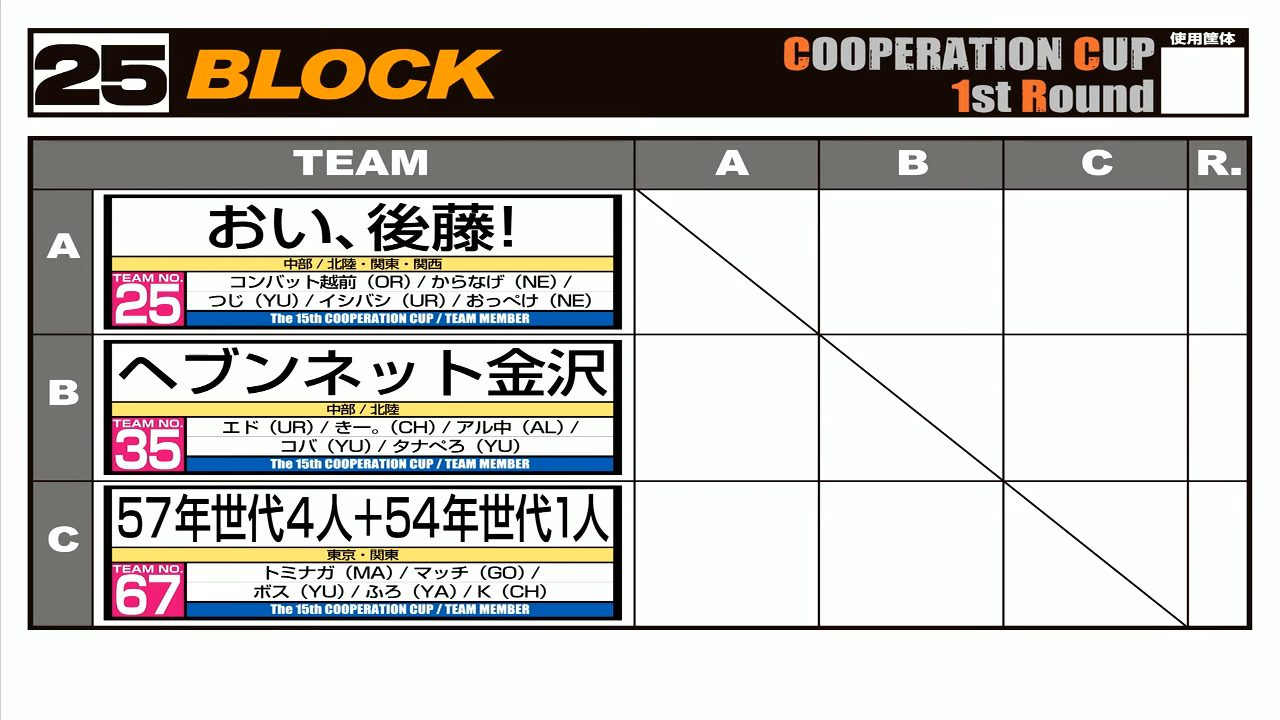 25 BLOCK
COOPERATION CUP
1st Round
使用筐体
TEAM A B C R.
A
おい、後藤!
中部 / 北陸・関東・関西
TEAM NO.
25
コンバット越前（OR）/ からなげ（NE）/
つじ（YU）/ イシバシ（UR）/ おっぺけ（NE）
The 15th COOPERATION CUP / TEAM MEMBER
B
ヘブンネット金沢
中部 / 北陸
TEAM NO.
35
エド（UR）/ きー。（CH）/ アル中（AL）/
コバ（YU）/ タナペろ（YU）
The 15th COOPERATION CUP / TEAM MEMBER
C
57年世代4人+54年世代1人
東京・関東
TEAM NO.
67
トミナガ（MA）/ マッチ（GO）/
ボス（YU）/ ふろ（YA）/ K（CH）
The 15th COOPERATION CUP / TEAM MEMBER